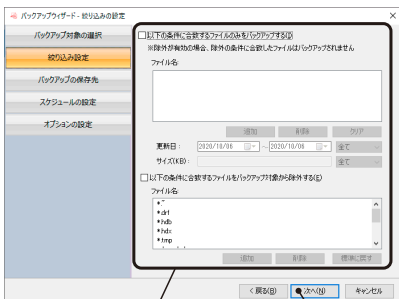 バックアップウィザード - 絞り込みの設定
バックアップ対象の選択
絞り込み設定
バックアップの保存先
スケジュールの設定
オプションの設定
以下の条件に合致するファイルのみをバックアップする(I)
※除外が有効の場合、除外の条件に合致したファイルはバックアップされません
ファイル名:
追加 削除 クリア
更新日: 2020/10/06 ~ 2020/10/06 全て
サイズ(KB): 全て
以下の条件に合致するファイルをバックアップ対象から除外する(E)
ファイル名:
*.~
*.drl
*.hdb
*.hdx
*.tmp
追加 削除 標準に戻す
< 戻る(B) 次へ(N) キャンセル